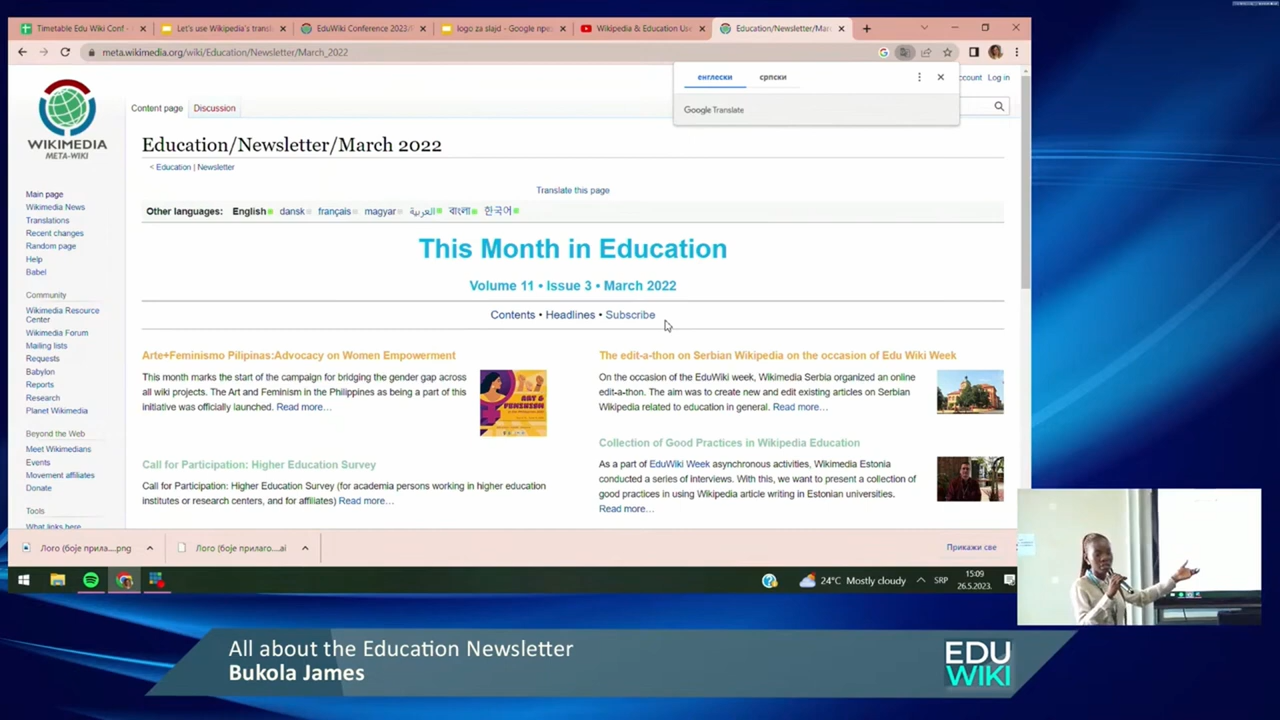 Timetable Edu Wiki Conf -
Let's use Wikipedia's transl
EduWiki Conference 2023/
logo za slajd - Google през
Wikipedia & Education Use
Education/Newsletter/Mar
meta.wikimedia.org/wiki/Education/Newsletter/March_2022
енглески српски
Google Translate
ccount Log in
WIKIMEDIA
META-WIKI
Content page Discussion
Education/Newsletter/March 2022
< Education | Newsletter
Translate this page
Other languages: English dansk français magyar العربية বাংলা 한국어
This Month in Education
Volume 11 • Issue 3 • March 2022
Contents • Headlines • Subscribe
Main page
Wikimedia News
Translations
Recent changes
Random page
Help
Babel
Community
Wikimedia Resource
Center
Wikimedia Forum
Mailing lists
Requests
Babylon
Reports
Research
Planet Wikimedia
Beyond the Web
Meet Wikimedians
Events
Movement affiliates
Donate
Tools
What links here
Arte+Feminismo Pilipinas:Advocacy on Women Empowerment
This month marks the start of the campaign for bridging the gender gap across
all wiki projects. The Art and Feminism in the Philippines as being a part of this
initiative was officially launched. Read more…
ART &
FEMINISM
Call for Participation: Higher Education Survey
Call for Participation: Higher Education Survey (for academia persons working in higher education
institutes or research centers, and for affiliates) Read more…
The edit-a-thon on Serbian Wikipedia on the occasion of Edu Wiki Week
On the occasion of the EduWiki week, Wikimedia Serbia organized an online
edit-a-thon. The aim was to create new and edit existing articles on Serbian
Wikipedia related to education in general. Read more…
Collection of Good Practices in Wikipedia Education
As a part of EduWiki Week asynchronous activities, Wikimedia Estonia
conducted a series of interviews. With this, we want to present a collection of
good practices in using Wikipedia article writing in Estonian universities.
Read more…
Лого (боје прила....png
Лого (боје прилаго....ai
Прикажи све
24°C Mostly cloudy
SRP
15:09
26.5.2023.
All about the Education Newsletter
Bukola James
EDU
WIKI